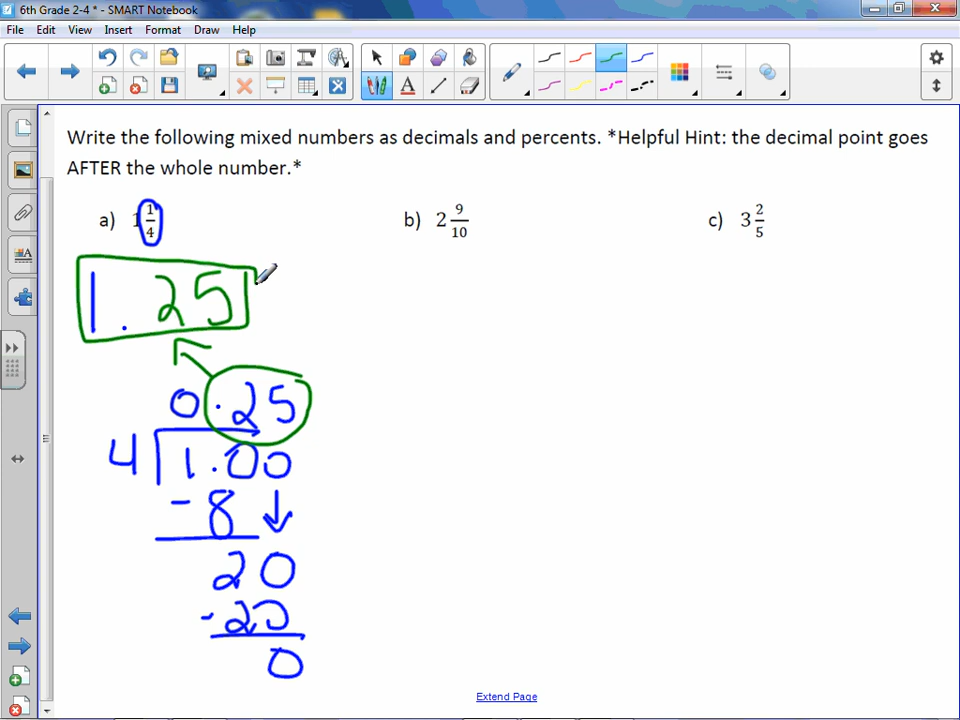 6th Grade 2-4 * - SMART Notebook
File Edit View Insert Format Draw Help
Write the following mixed numbers as decimals and percents. *Helpful Hint: the decimal point goes
AFTER the whole number.*
a) 1 1/4 b) 2 9/10 c) 3 2/5
1.25
0.25
4 1.00
- 8
20
- 20
0
Extend Page